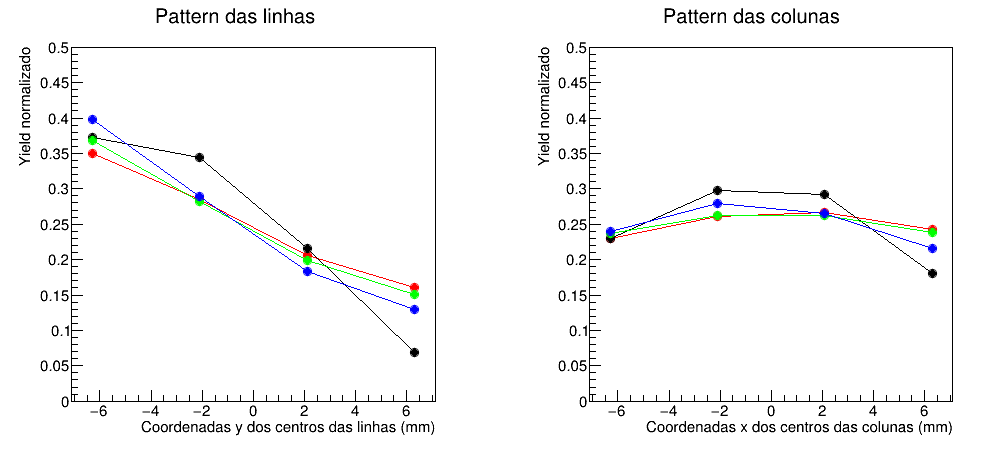 Pattern das linhas
Yield normalizado
0.5
0.45
0.4
0.35
0.3
0.25
0.2
0.15
0.1
0.05
0
−6 −4 −2 0 2 4 6
Coordenadas y dos centros das linhas (mm)
Pattern das colunas
Yield normalizado
0.5
0.45
0.4
0.35
0.3
0.25
0.2
0.15
0.1
0.05
0
−6 −4 −2 0 2 4 6
Coordenadas x dos centros das colunas (mm)